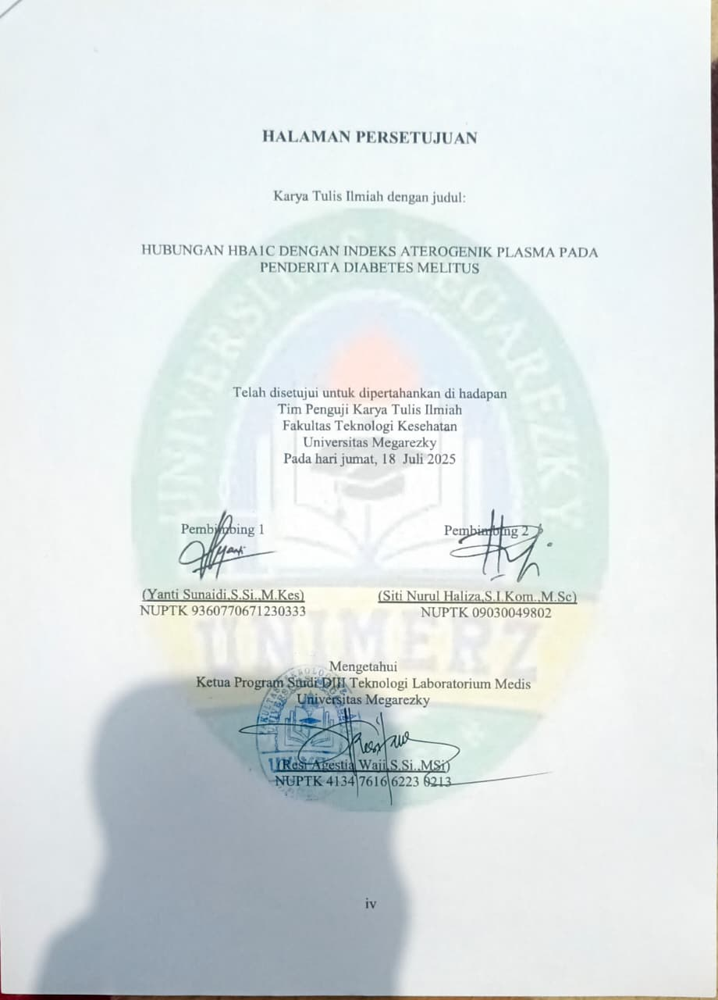 HALAMAN PERSETUJUAN
Karya Tulis Ilmiah dengan judul:
HUBUNGAN HBA1C DENGAN INDEKS ATEROGENIK PLASMA PADA
PENDERITA DIABETES MELITUS
UNIVERSITAS MEGAREZKY
Telah disetujui untuk dipertahankan di hadapan
Tim Penguji Karya Tulis Ilmiah
Fakultas Teknologi Kesehatan
Universitas Megarezky
Pada hari jumat, 18 Juli 2025
Pembimbing 1 Pembimbing 2
(Yanti Sunaidi,S.Si.,M.Kes) (Siti Nurul Haliza,S.I.Kom.,M.Sc)
NUPTK 9360770671230333 NUPTK 09030049802
UNIMERZ
Mengetahui
Ketua Program Studi DIII Teknologi Laboratorium Medis
Universitas Megarezky
(Resi Agestia Waji,S.Si.,MSi)
NUPTK 4134 7616 6223 0213
iv